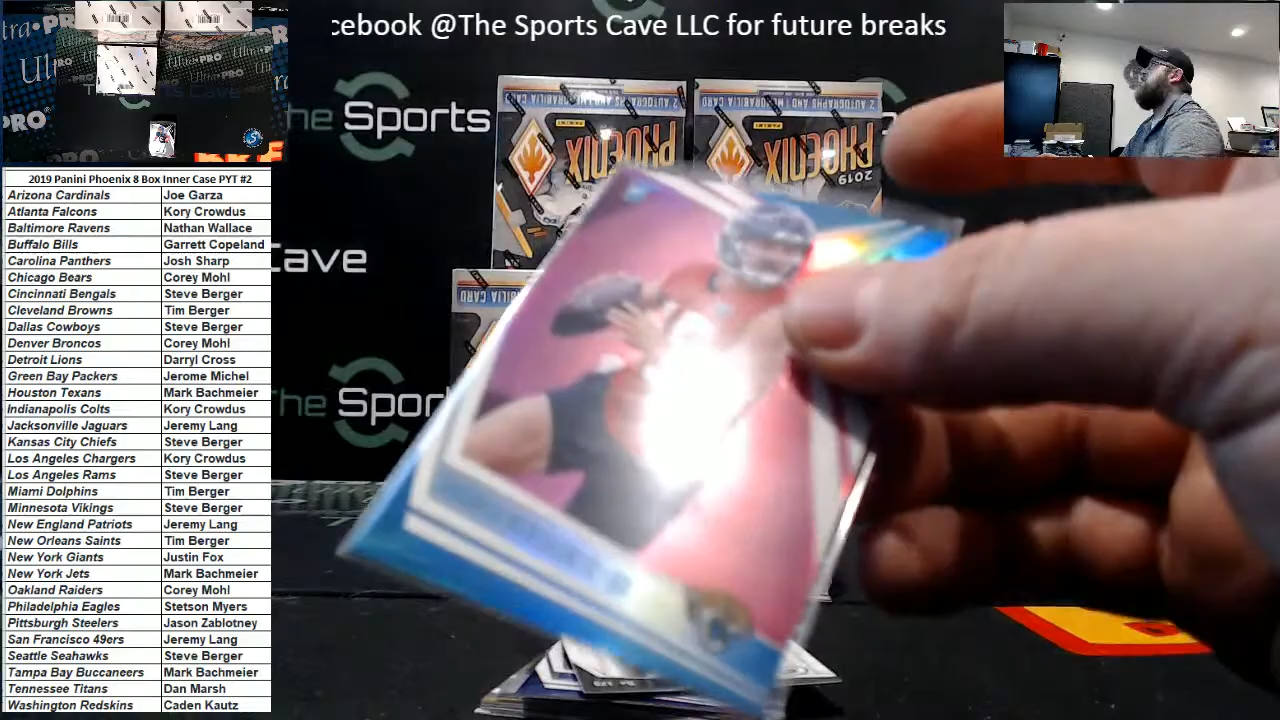 cebook @The Sports Cave LLC for future breaks
Ultra PRO
The Sports
Cave
The Sport
2 AUTOGRAPHS AND MEMORABILIA CARD
PHOENIX
2019
PHOENIX
2019 Panini Phoenix 8 Box Inner Case PYT #2
Arizona Cardinals Joe Garza
Atlanta Falcons Kory Crowdus
Baltimore Ravens Nathan Wallace
Buffalo Bills Garrett Copeland
Carolina Panthers Josh Sharp
Chicago Bears Corey Mohl
Cincinnati Bengals Steve Berger
Cleveland Browns Tim Berger
Dallas Cowboys Steve Berger
Denver Broncos Corey Mohl
Detroit Lions Darryl Cross
Green Bay Packers Jerome Michel
Houston Texans Mark Bachmeier
Indianapolis Colts Kory Crowdus
Jacksonville Jaguars Jeremy Lang
Kansas City Chiefs Steve Berger
Los Angeles Chargers Kory Crowdus
Los Angeles Rams Steve Berger
Miami Dolphins Tim Berger
Minnesota Vikings Steve Berger
New England Patriots Jeremy Lang
New Orleans Saints Tim Berger
New York Giants Justin Fox
New York Jets Mark Bachmeier
Oakland Raiders Corey Mohl
Philadelphia Eagles Stetson Myers
Pittsburgh Steelers Jason Zablotney
San Francisco 49ers Jeremy Lang
Seattle Seahawks Steve Berger
Tampa Bay Buccaneers Mark Bachmeier
Tennessee Titans Dan Marsh
Washington Redskins Caden Kautz